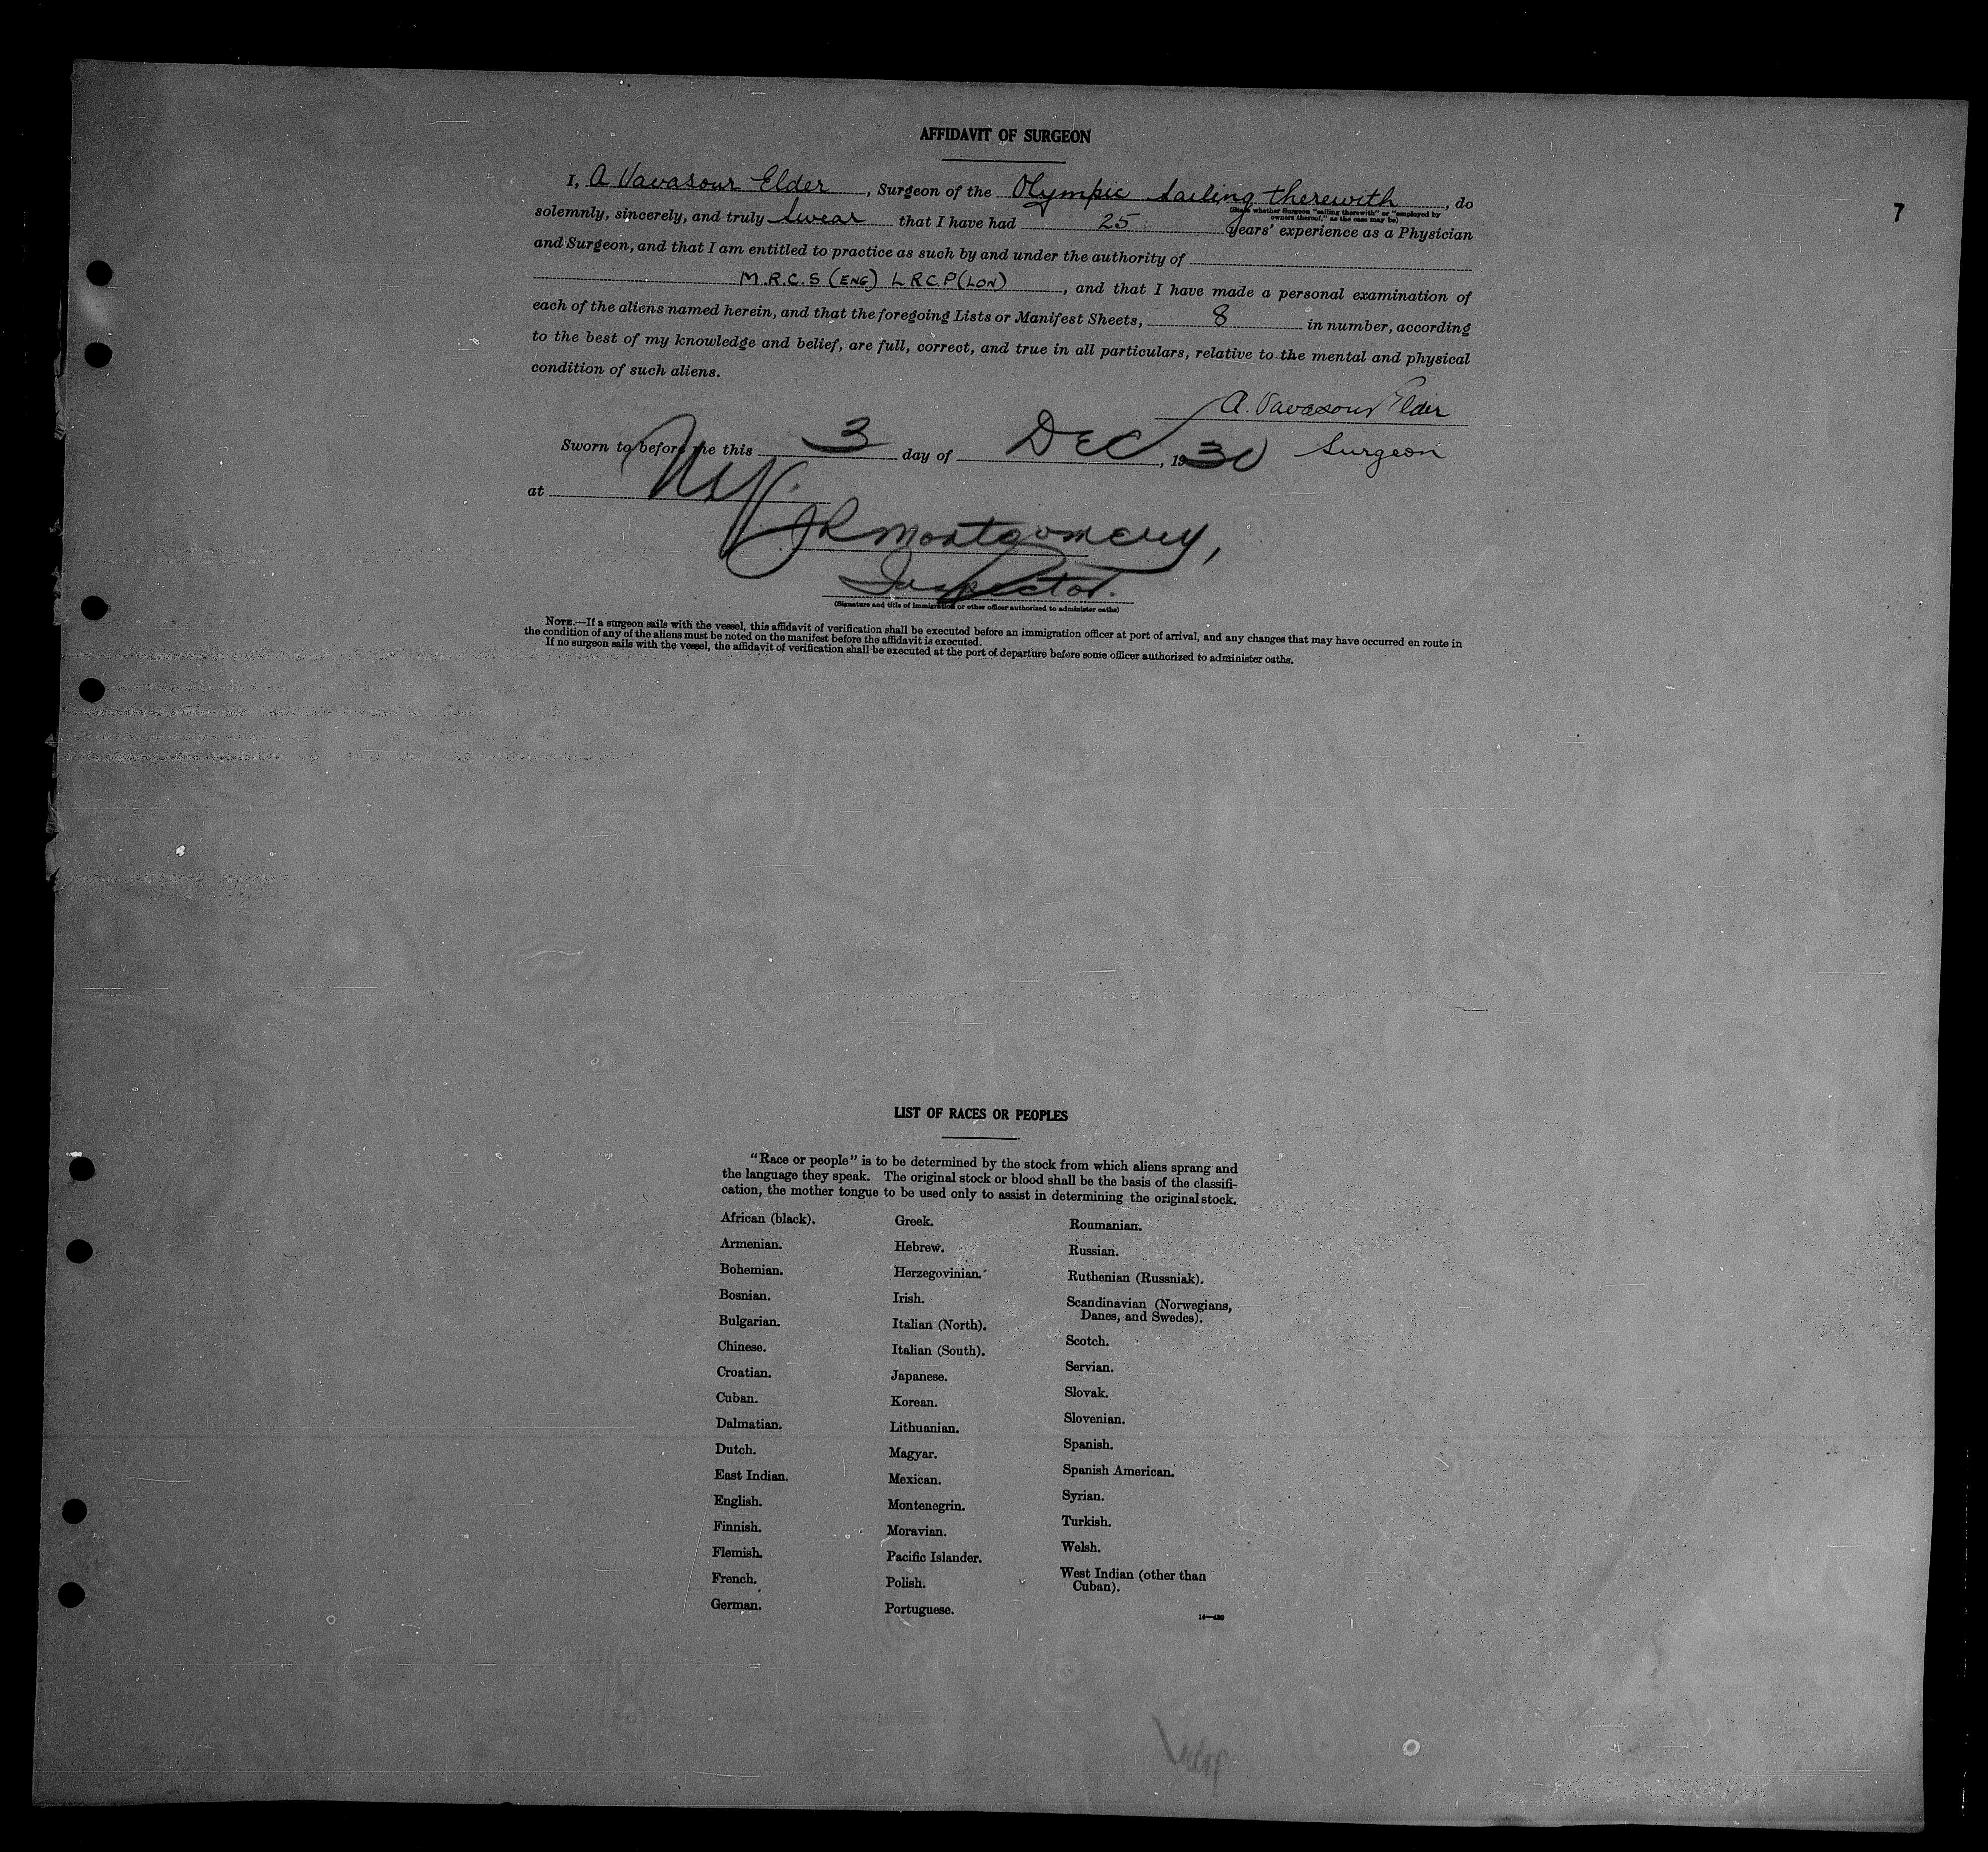 AFFIDAVIT OF SURGEON
I, A Vavasour Elder, Surgeon of the Olympic sailing therewith, do
(State whether Surgeon "sailing therewith" or "employed by
owners thereof," as the case may be)
solemnly, sincerely, and truly swear that I have had 25 years' experience as a Physician
and Surgeon, and that I am entitled to practice as such by and under the authority of
M.R.C.S (ENG) L R.C.P (LON), and that I have made a personal examination of
each of the aliens named herein, and that the foregoing Lists or Manifest Sheets, 8 in number, according
to the best of my knowledge and belief, are full, correct, and true in all particulars, relative to the mental and physical
condition of such aliens.
A. Vavasour Elder
Surgeon
Sworn to before me this 3 day of DEC, 1930
at NY.
JR Montgomery,
Inspector.
(Signature and title of immigration or other officer authorized to administer oaths)
NOTE.—If a surgeon sails with the vessel, this affidavit of verification shall be executed before an immigration officer at port of arrival, and any changes that may have occurred en route in
the condition of any of the aliens must be noted on the manifest before the affidavit is executed.
If no surgeon sails with the vessel, the affidavit of verification shall be executed at the port of departure before some officer authorized to administer oaths.
7
LIST OF RACES OR PEOPLES
"Race or people" is to be determined by the stock from which aliens sprang and
the language they speak. The original stock or blood shall be the basis of the classifi-
cation, the mother tongue to be used only to assist in determining the original stock.
African (black).
Armenian.
Bohemian.
Bosnian.
Bulgarian.
Chinese.
Croatian.
Cuban.
Dalmatian.
Dutch.
East Indian.
English.
Finnish.
Flemish.
French.
German.
Greek.
Hebrew.
Herzegovinian.
Irish.
Italian (North).
Italian (South).
Japanese.
Korean.
Lithuanian.
Magyar.
Mexican.
Montenegrin.
Moravian.
Pacific Islander.
Polish.
Portuguese.
Roumanian.
Russian.
Ruthenian (Russniak).
Scandinavian (Norwegians,
Danes, and Swedes).
Scotch.
Servian.
Slovak.
Slovenian.
Spanish.
Spanish American.
Syrian.
Turkish.
Welsh.
West Indian (other than
Cuban).